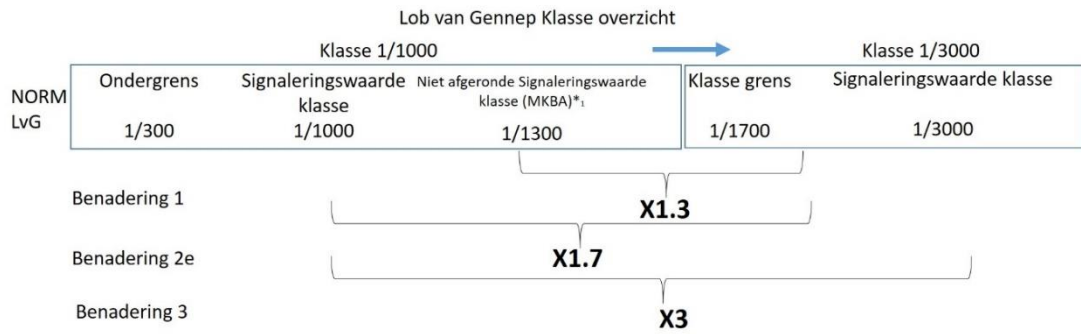 Lob van Gennep Klasse overzicht
Klasse 1/1000
Klasse 1/3000
NORM
LvG
Ondergrens
1/300
Signaleringswaarde
klasse
1/1000
Niet afgeronde Signaleringswaarde
klasse (MKBA)*₁
1/1300
Klasse grens
1/1700
Signaleringswaarde klasse
1/3000
Benadering 1
X1.3
Benadering 2e
X1.7
Benadering 3
X3